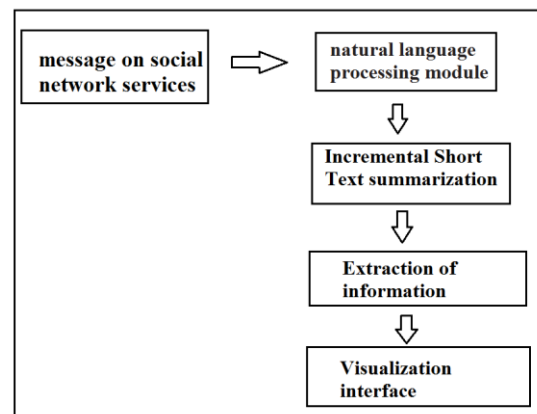 message on social
network services
natural language
processing module
Incremental Short
Text summarization
Extraction of
information
Visualization
interface